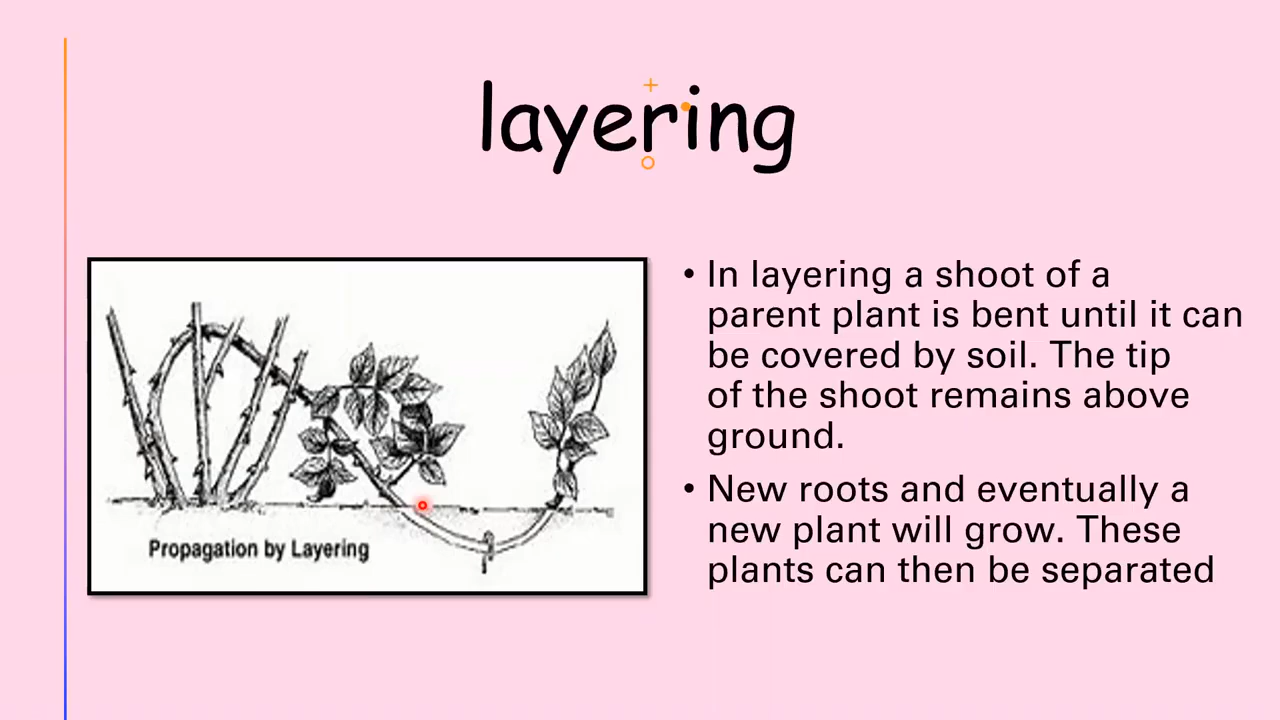 layering
Propagation by Layering
• In layering a shoot of a
parent plant is bent until it can
be covered by soil. The tip
of the shoot remains above
ground.
• New roots and eventually a
new plant will grow. These
plants can then be separated